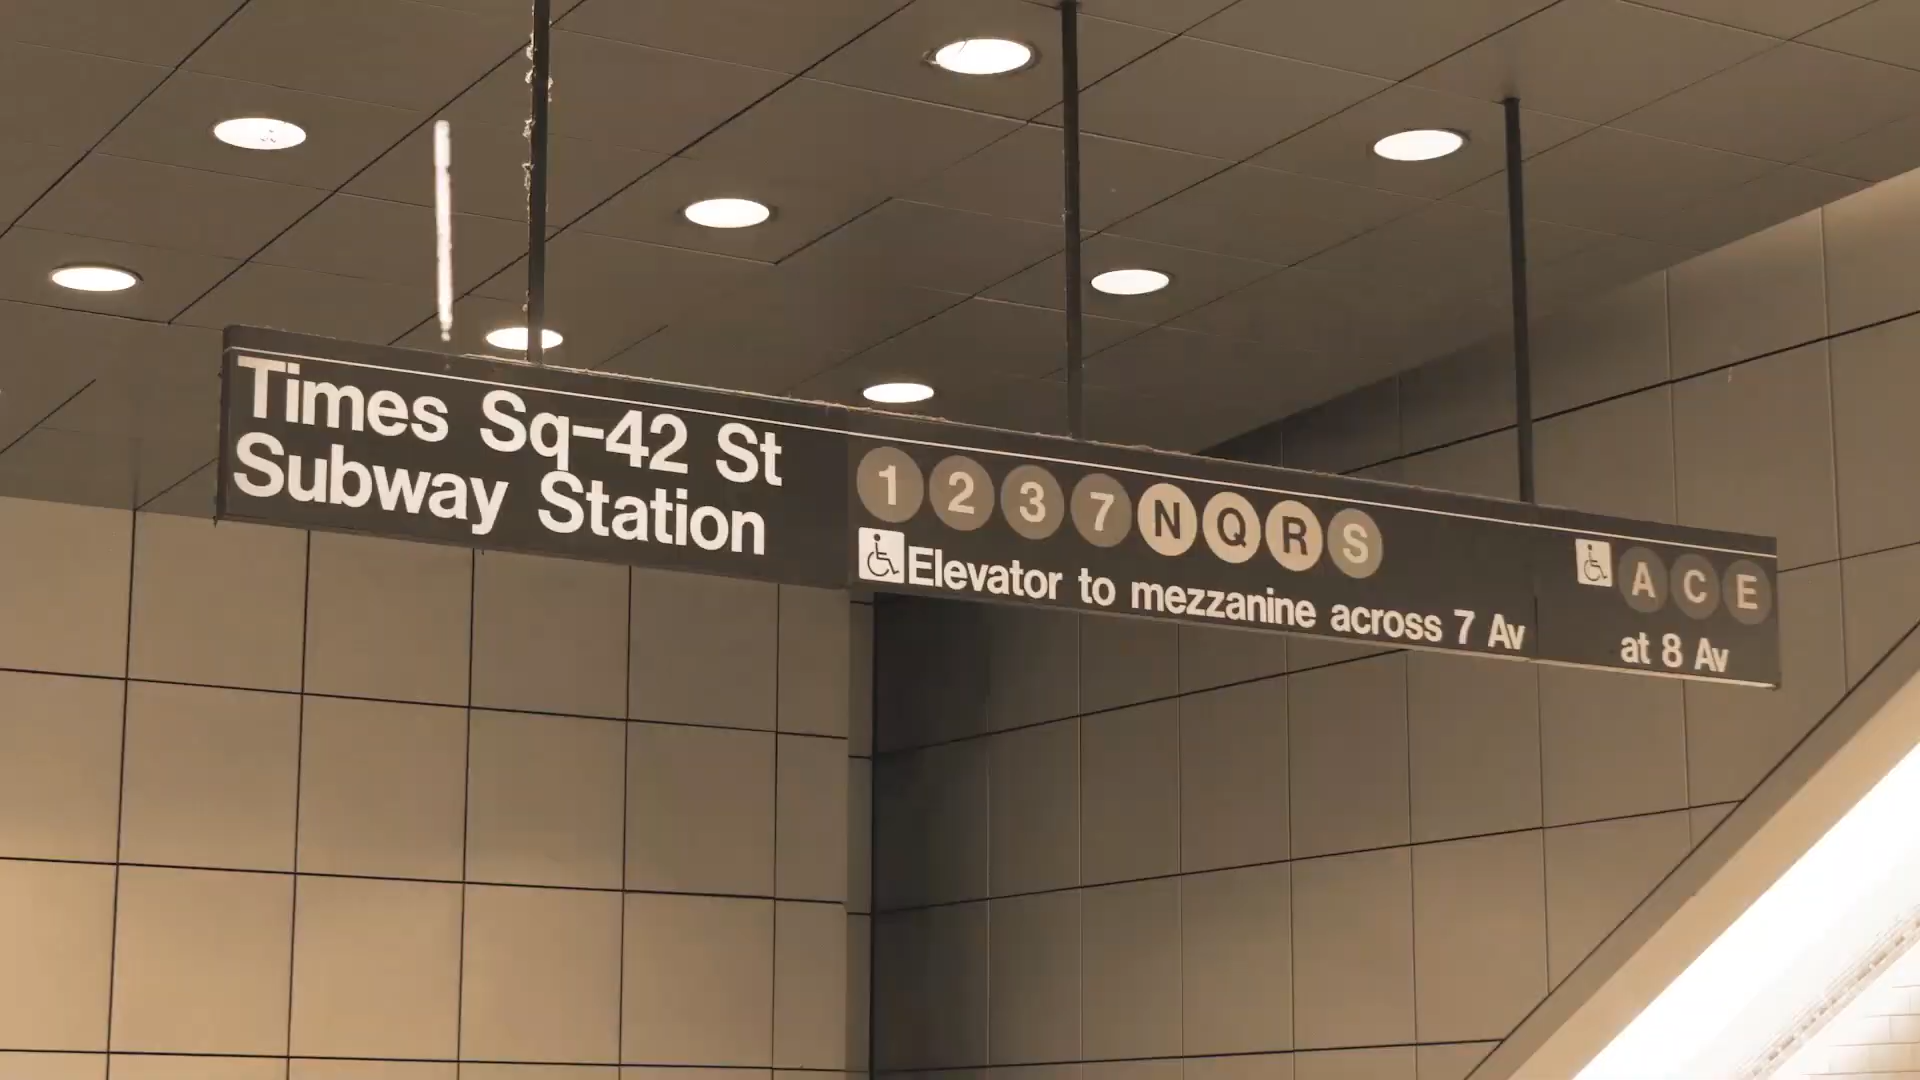 Times Sq-42 St
Subway Station
1 2 3 7 N Q R S
Elevator to mezzanine across 7 Av
A C E
at 8 Av